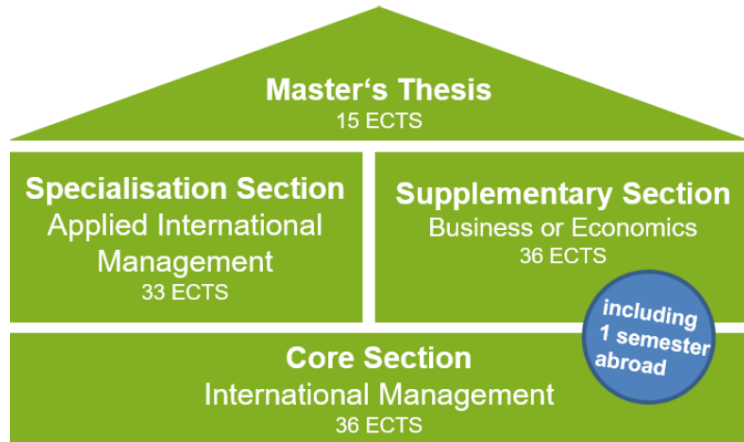 Master‘s Thesis
15 ECTS
Specialisation Section
Applied International
Management
33 ECTS
Supplementary Section
Business or Economics
36 ECTS
including
1 semester
abroad
Core Section
International Management
36 ECTS